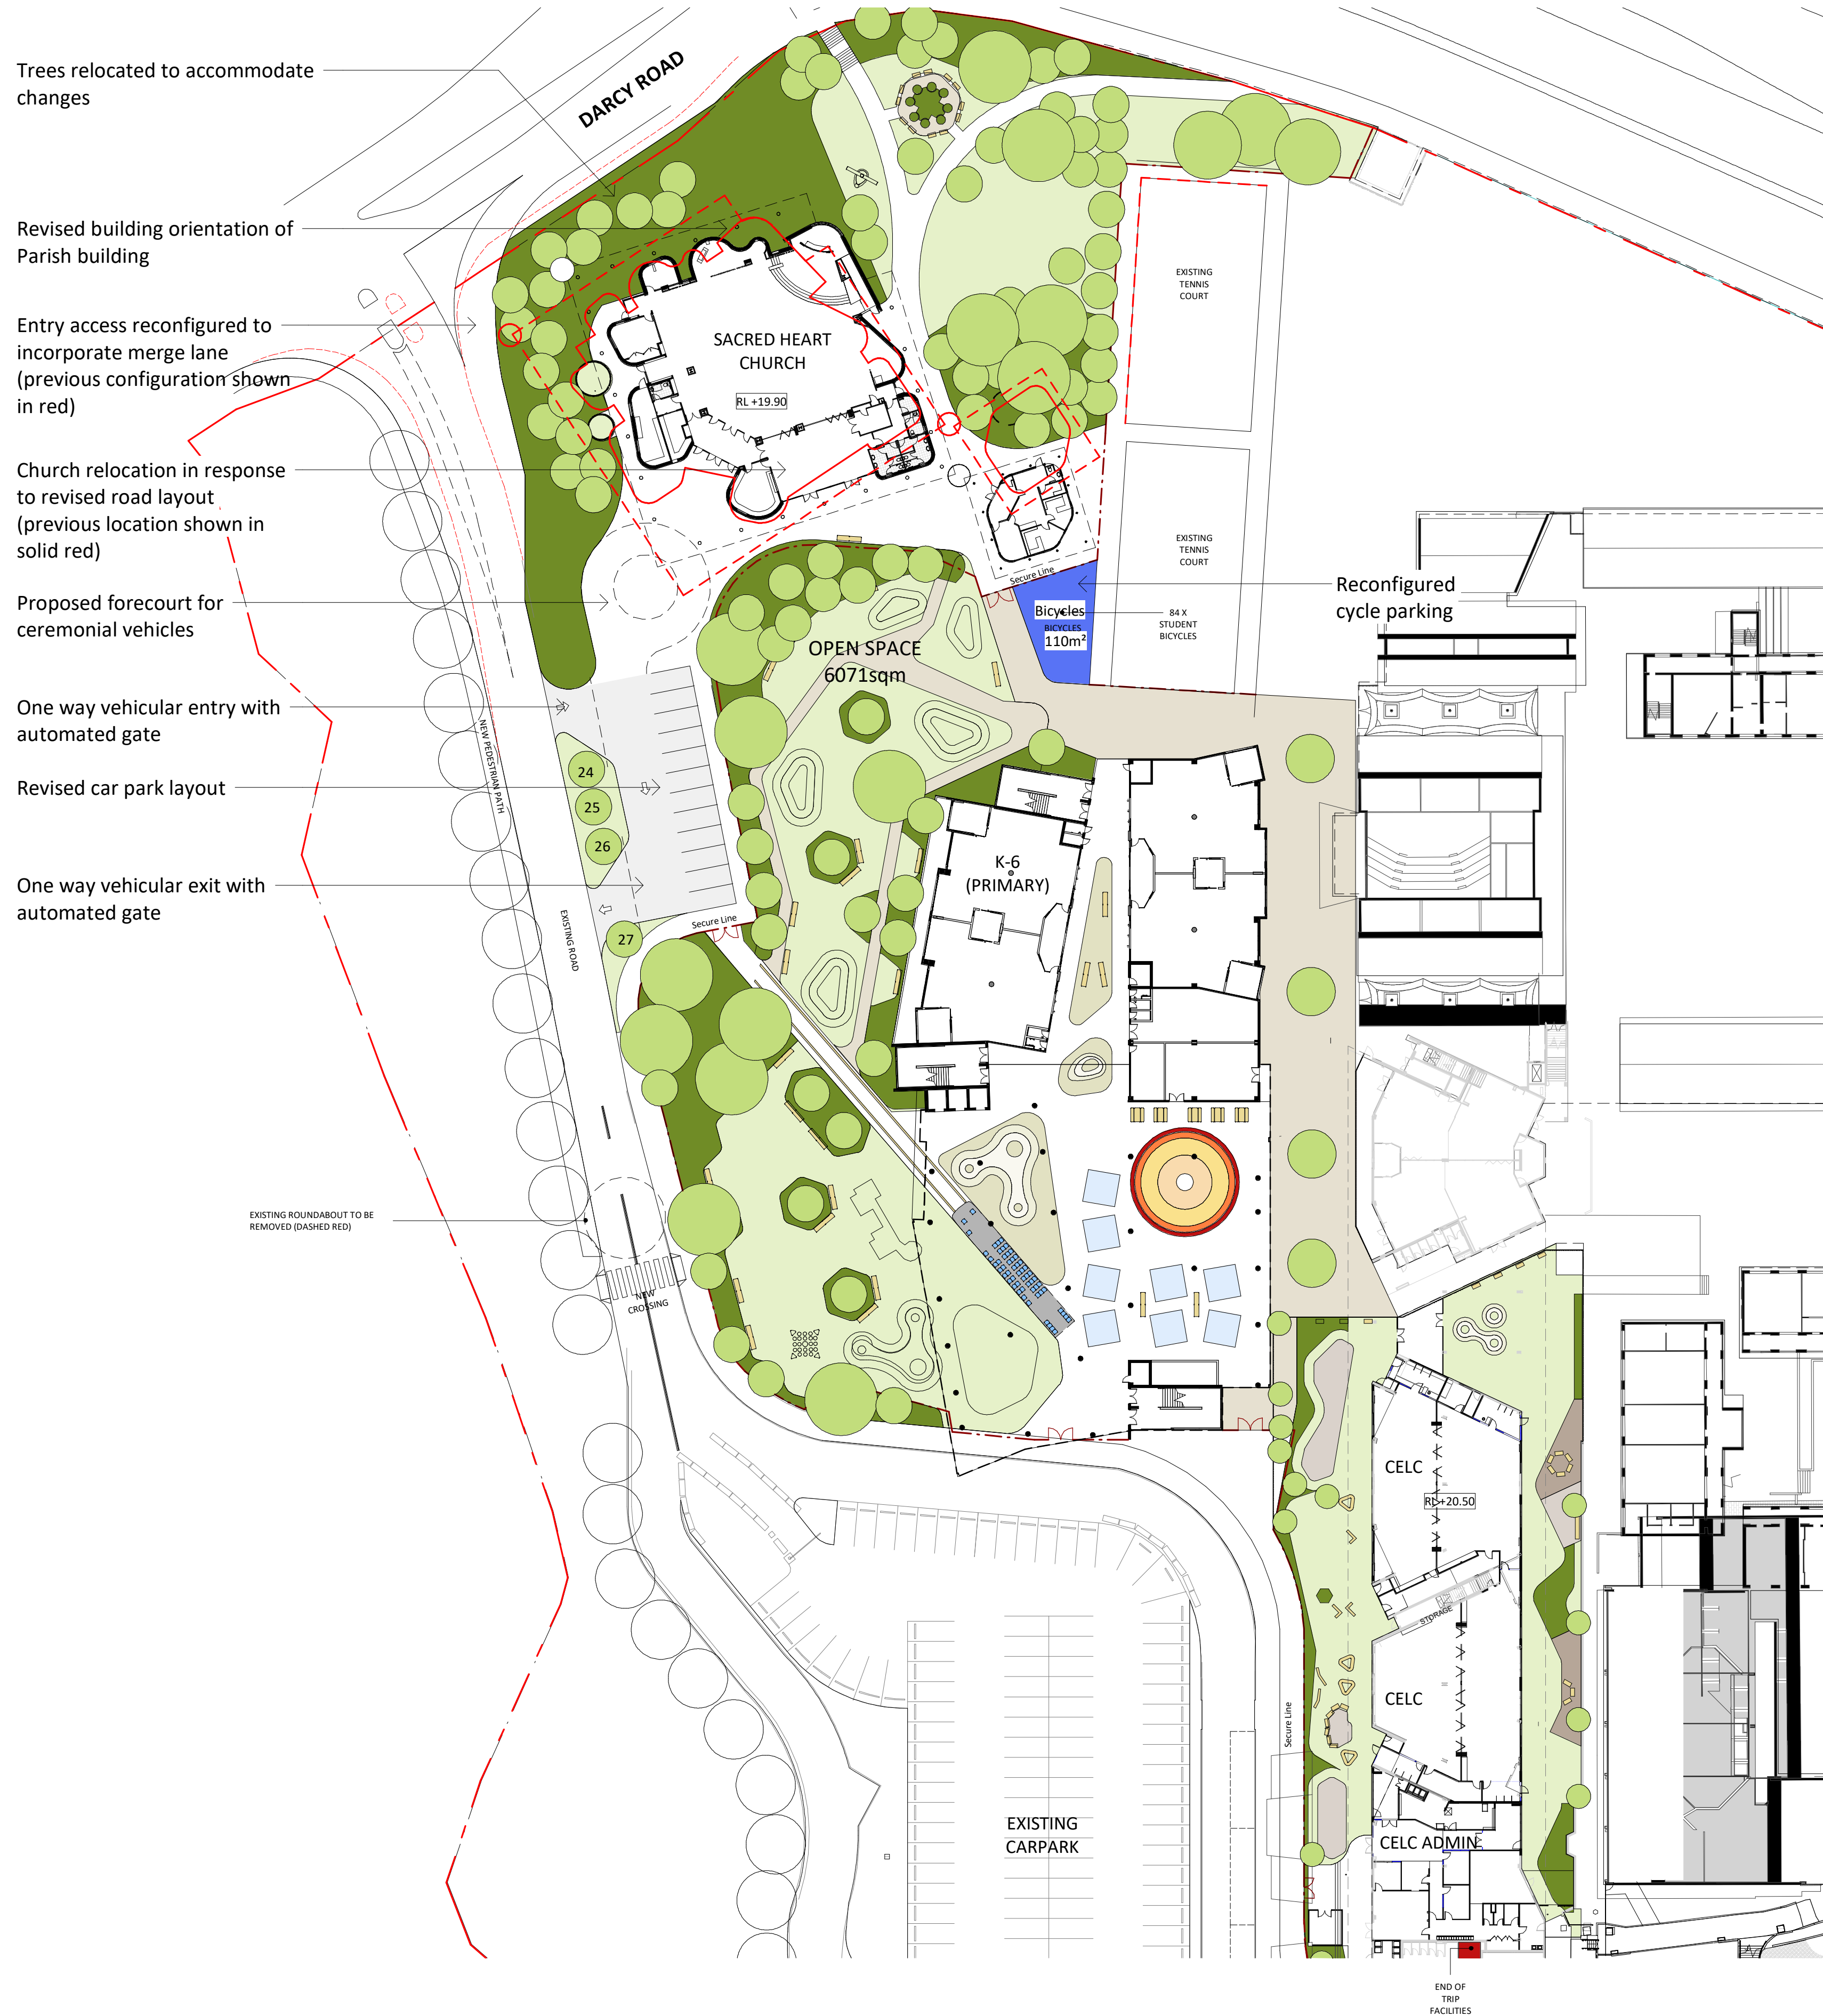 Trees relocated to accommodate
changes
DARCY ROAD
Revised building orientation of
Parish building
Entry access reconfigured to
incorporate merge lane
(previous configuration shown
in red)
Church relocation in response
to revised road layout
(previous location shown in
solid red)
Proposed forecourt for
ceremonial vehicles
One way vehicular entry with
automated gate
Revised car park layout
One way vehicular exit with
automated gate
SACRED HEART
CHURCH
RL +19.90
EXISTING
TENNIS
COURT
EXISTING
TENNIS
COURT
Secure Line
Reconfigured
cycle parking
Bicycles
BICYCLES
110m²
84 X
STUDENT
BICYCLES
OPEN SPACE
6071sqm
NEW PEDESTRIAN PATH
24
25
26
27
EXISTING ROAD
Secure Line
K-6
(PRIMARY)
EXISTING ROUNDABOUT TO BE
REMOVED (DASHED RED)
NEW
CROSSING
CELC
RL +20.50
STORAGE
CELC
Secure Line
EXISTING
CARPARK
CELC ADMIN
END OF
TRIP
FACILITIES